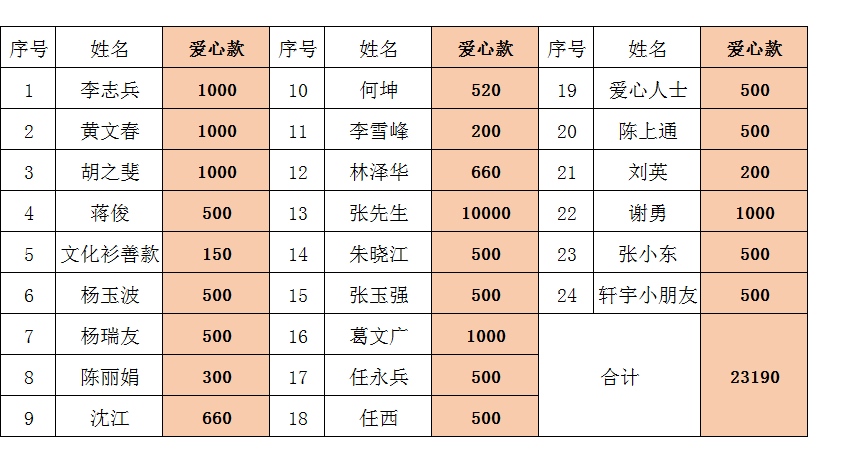 序号 姓名 爱心款 序号 姓名 爱心款 序号 姓名 爱心款
1 李志兵 1000 10 何坤 520 19 爱心人士 500
2 黄文春 1000 11 李雪峰 200 20 陈上通 500
3 胡之斐 1000 12 林泽华 660 21 刘英 200
4 蒋俊 500 13 张先生 10000 22 谢勇 1000
5 文化衫善款 150 14 朱晓江 500 23 张小东 500
6 杨玉波 500 15 张玉强 500 24 轩宇小朋友 500
7 杨瑞友 500 16 葛文广 1000
8 陈丽娟 300 17 任永兵 500 合计 23190
9 沈江 660 18 任西 500